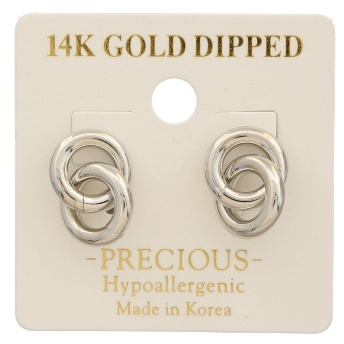 14K GOLD DIPPED
-PRECIOUS-
Hypoallergenic
Made in Korea